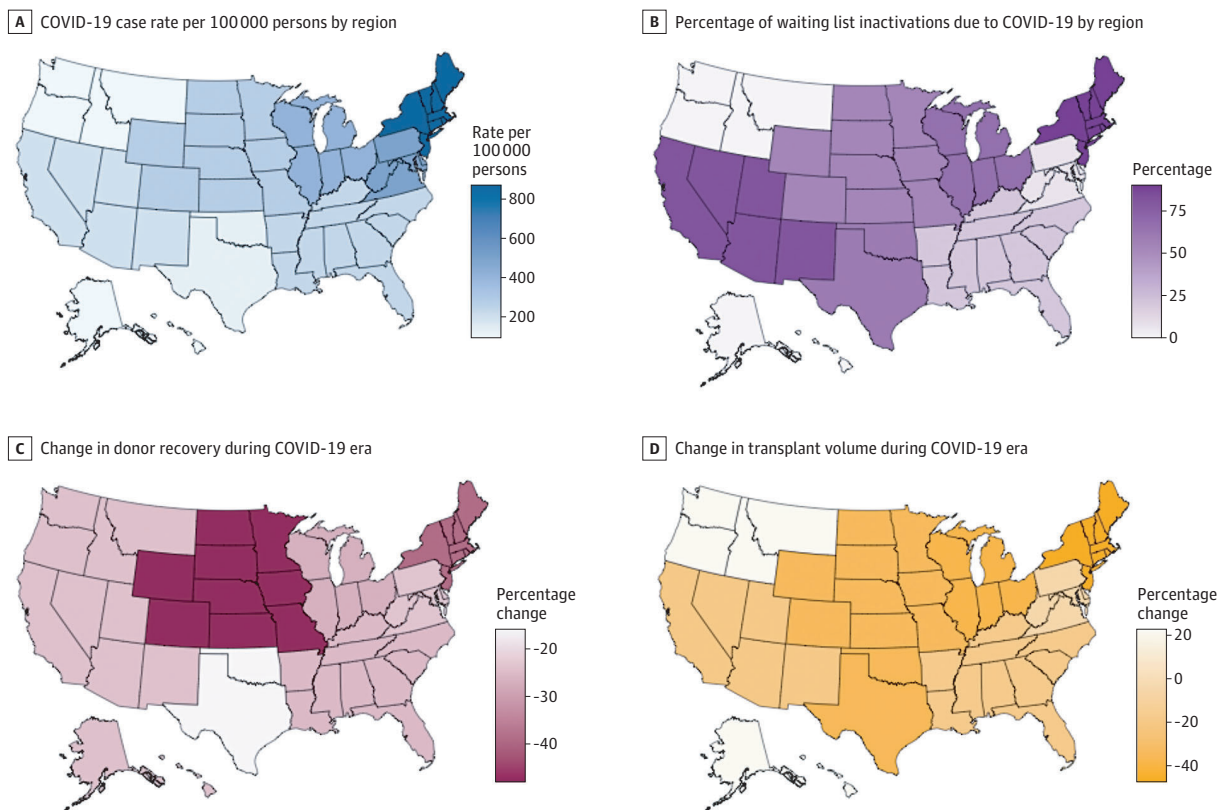 A COVID-19 case rate per 100 000 persons by region
Rate per
100 000
persons
800
600
400
200
B Percentage of waiting list inactivations due to COVID-19 by region
Percentage
75
50
25
0
C Change in donor recovery during COVID-19 era
Percentage
change
-20
-30
-40
D Change in transplant volume during COVID-19 era
Percentage
change
20
0
-20
-40